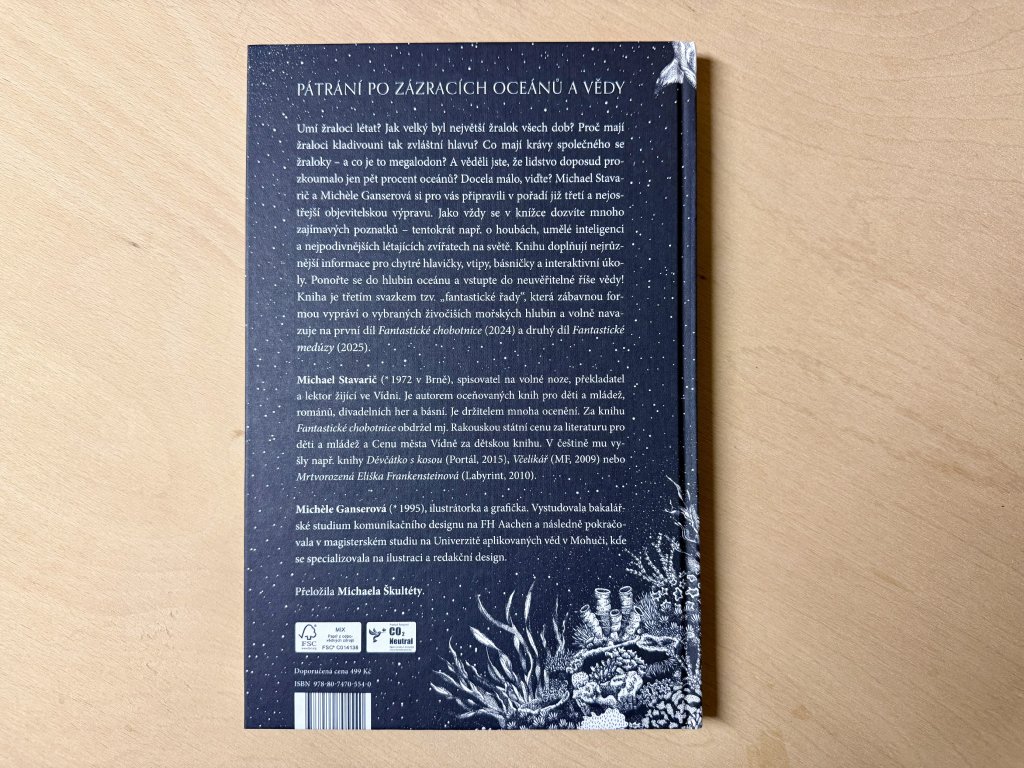 PÁTRÁNÍ PO ZÁZRACÍCH OCEÁNŮ A VĚDY
Umí žraloci létat? Jak velký byl největší žralok všech dob? Proč mají
žraloci kladivouni tak zvláštní hlavu? Co mají krávy společného se
žraloky – a co je to megalodon? A věděli jste, že lidstvo doposud pro-
zkoumalo jen pět procent oceánů? Docela málo, viďte? Michael Stava-
rič a Michèle Ganserová si pro vás připravili v pořadí již třetí a nejos-
třejší objevitelskou výpravu. Jako vždy se v knížce dozvíte mnoho
zajímavých poznatků – tentokrát např. o houbách, umělé inteligenci
a nejpodivnějších létajících zvířatech na světě. Knihu doplňují nejrůz-
nější informace pro chytré hlavičky, vtipy, básničky a interaktivní úko-
ly. Ponořte se do hlubin oceánu a vstupte do neuvěřitelné říše vědy!
Kniha je třetím svazkem tzv. „fantastické řady“, která zábavnou for-
mou vypráví o vybraných živočiších mořských hlubin a volně nava-
zuje na první díl Fantastické chobotnice (2024) a druhý díl Fantastické
medúzy (2025).
Michael Stavarič (* 1972 v Brně), spisovatel na volné noze, překladatel
a lektor žijící ve Vídni. Je autorem oceňovaných knih pro děti a mládež,
románů, divadelních her a básní. Je držitelem mnoha ocenění. Za knihu
Fantastické chobotnice obdržel mj. Rakouskou státní cenu za literaturu pro
děti a mládež a Cenu města Vídně za dětskou knihu. V češtině mu vy-
šly např. knihy Děvčátko s kosou (Portál, 2015), Včelikář (MF, 2009) nebo
Mrtvorozená Eliška Frankensteinová (Labyrint, 2010).
Michèle Ganserová (* 1995), ilustrátorka a grafička. Vystudovala bakalář-
ské studium komunikačního designu na FH Aachen a následně pokračo-
vala v magisterském studiu na Univerzitě aplikovaných věd v Mohuči, kde
se specializovala na ilustraci a redakční design.
Přeložila Michaela Škultéty.
FSC
MIX
Papír z odpo-
vědných zdrojů
FSC® C014138
CO2
Neutral
Doporučená cena 499 Kč
ISBN 978-80-7470-554-0